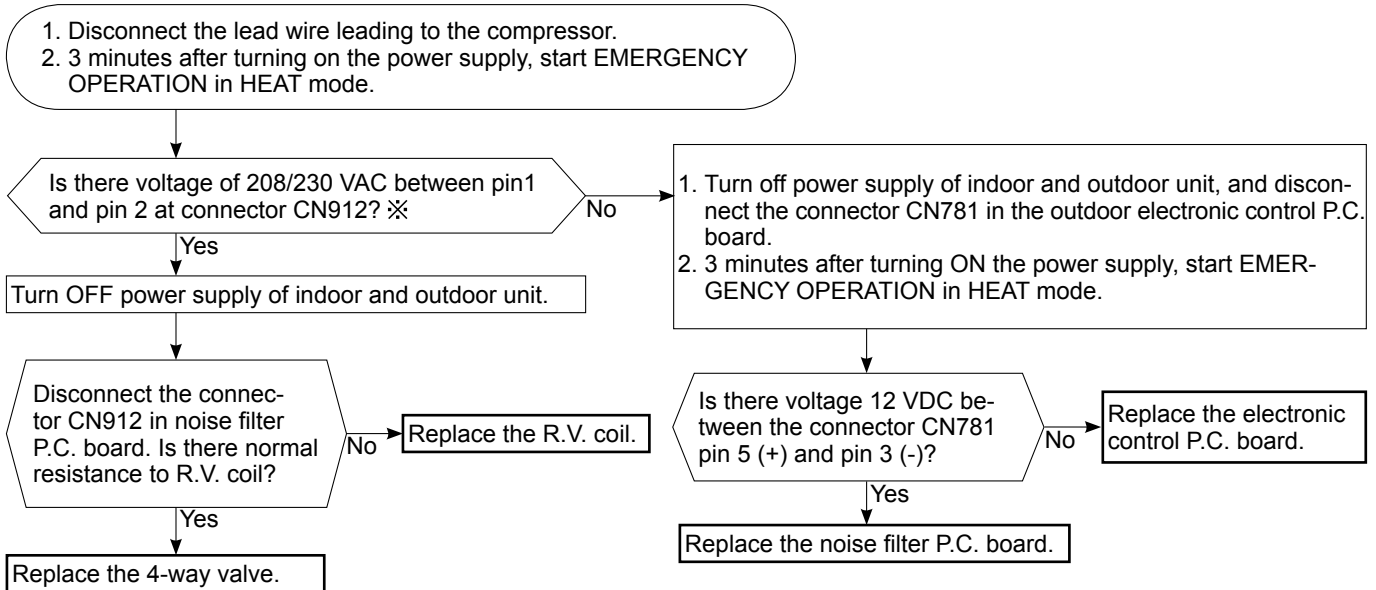 1. Disconnect the lead wire leading to the compressor.
2. 3 minutes after turning on the power supply, start EMERGENCY
OPERATION in HEAT mode.
Is there voltage of 208/230 VAC between pin1
and pin 2 at connector CN912? ※
No
Yes
Turn OFF power supply of indoor and outdoor unit.
Disconnect the connec-
tor CN912 in noise filter
P.C. board. Is there normal
resistance to R.V. coil?
No
Replace the R.V. coil.
Yes
Replace the 4-way valve.
1. Turn off power supply of indoor and outdoor unit, and discon-
nect the connector CN781 in the outdoor electronic control P.C.
board.
2. 3 minutes after turning ON the power supply, start EMER-
GENCY OPERATION in HEAT mode.
Is there voltage 12 VDC be-
tween the connector CN781
pin 5 (+) and pin 3 (-)?
No
Replace the electronic
control P.C. board.
Yes
Replace the noise filter P.C. board.